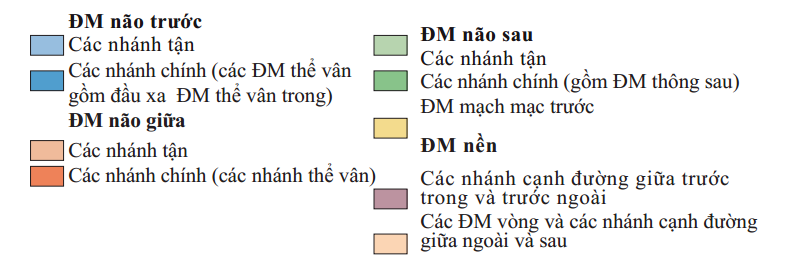 ĐM não trước
Các nhánh tận
Các nhánh chính (các ĐM thể vân
gồm đầu xa ĐM thể vân trong)
ĐM não giữa
Các nhánh tận
Các nhánh chính (các nhánh thể vân)
ĐM não sau
Các nhánh tận
Các nhánh chính (gồm ĐM thông sau)
ĐM mạch mạc trước
ĐM nền
Các nhánh cạnh đường giữa trước
trong và trước ngoài
Các ĐM vòng và các nhánh cạnh đường
giữa ngoài và sau